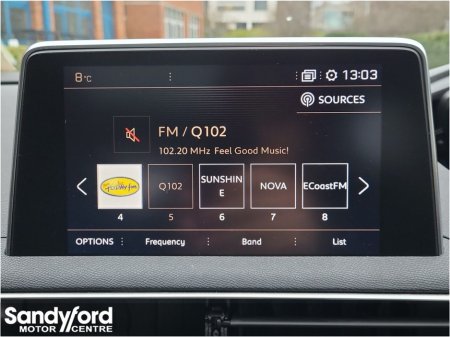 8°C
13:03
SOURCES
FM / Q102
102.20 MHz Feel Good Music!
Q102
SUNSHIN
E
NOVA
ECoastFM
4 5 6 7 8
OPTIONS Frequency Band List
Sandyford
MOTOR CENTRE